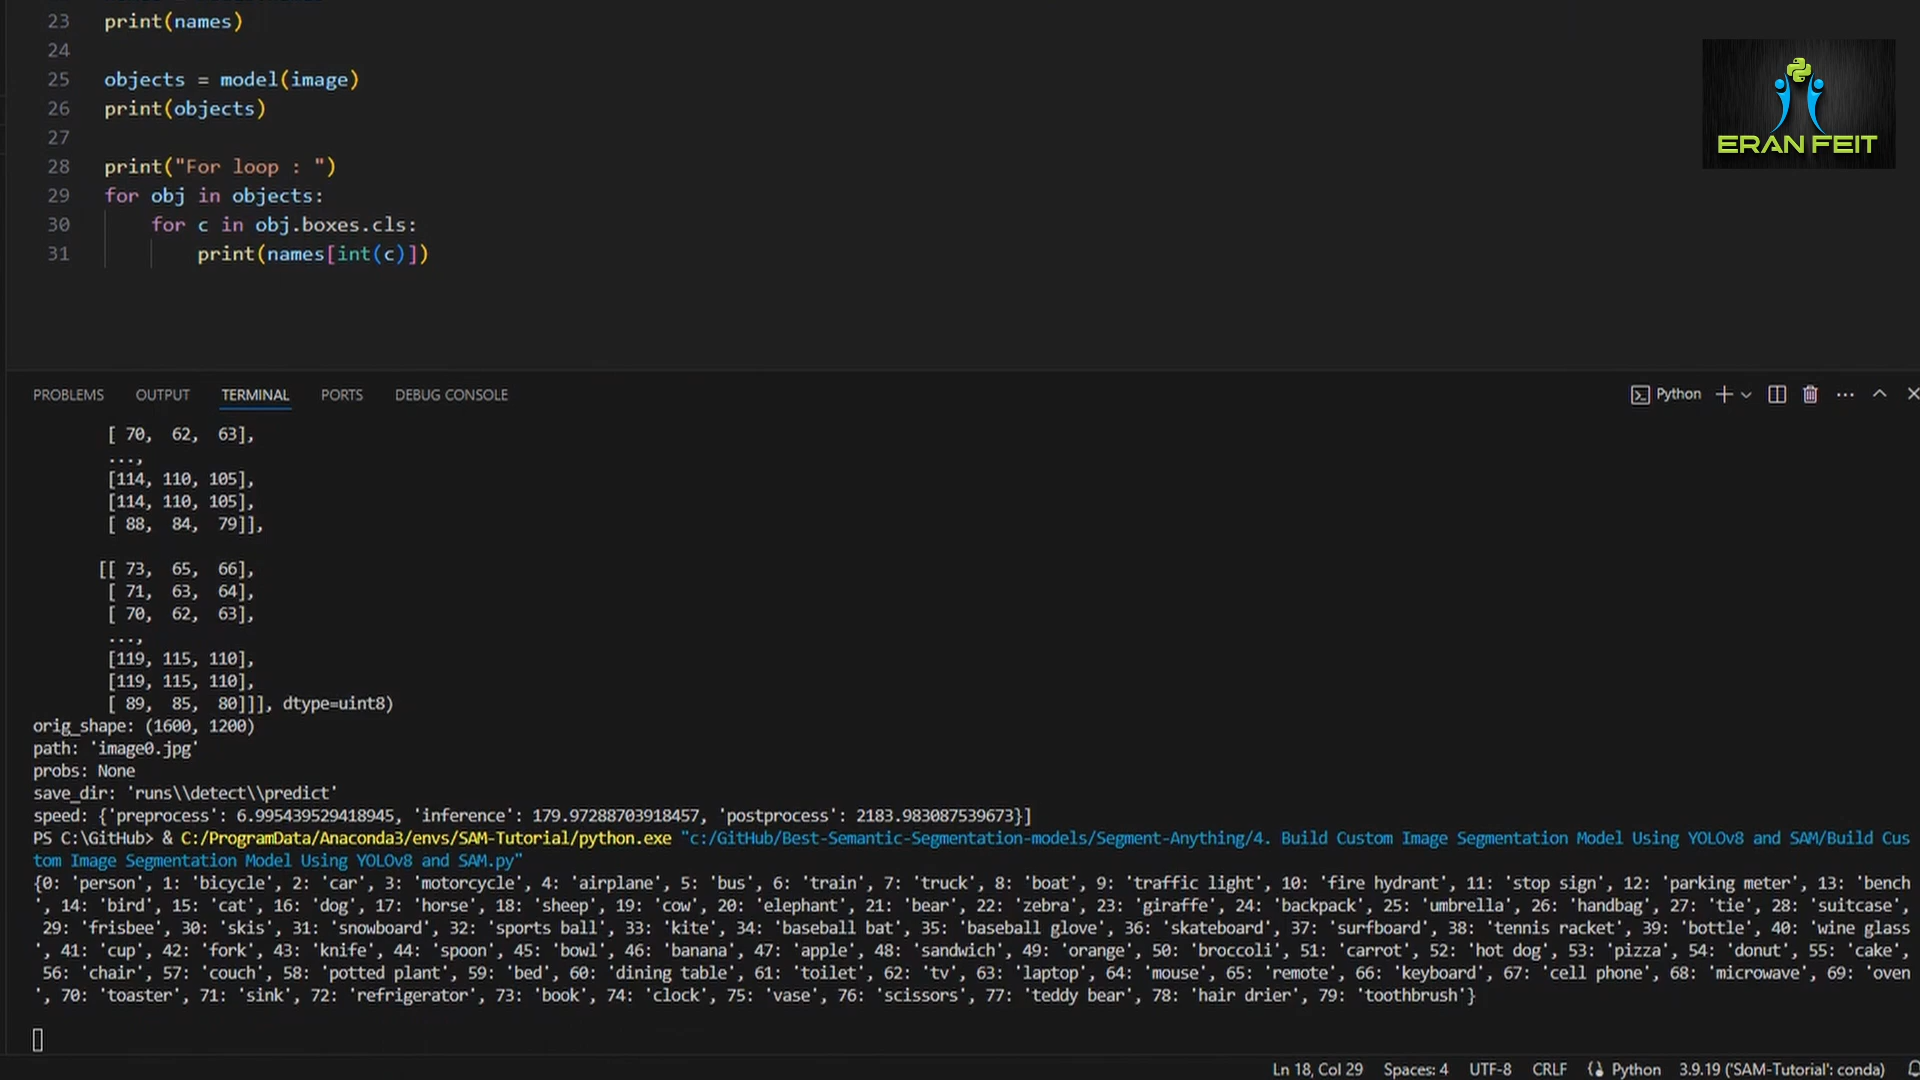 23 print(names)
24
25 objects = model(image)
26 print(objects)
27
28 print("For loop : ")
29 for obj in objects:
30 for c in obj.boxes.cls:
31 print(names[int(c)])
ERAN FEIT
PROBLEMS OUTPUT TERMINAL PORTS DEBUG CONSOLE Python
[ 70, 62, 63],
...,
[114, 110, 105],
[114, 110, 105],
[ 88, 84, 79]],
[[ 73, 65, 66],
[ 71, 63, 64],
[ 70, 62, 63],
...,
[119, 115, 110],
[119, 115, 110],
[ 89, 85, 80]]], dtype=uint8)
orig_shape: (1600, 1200)
path: 'image0.jpg'
probs: None
save_dir: 'runs\\detect\\predict'
speed: {'preprocess': 6.995439529418945, 'inference': 179.97288703918457, 'postprocess': 2183.983087539673}]
PS C:\GitHub> & C:/ProgramData/Anaconda3/envs/SAM-Tutorial/python.exe "c:/GitHub/Best-Semantic-Segmentation-models/Segment-Anything/4. Build Custom Image Segmentation Model Using YOLOv8 and SAM/Build Cus
tom Image Segmentation Model Using YOLOv8 and SAM.py"
{0: 'person', 1: 'bicycle', 2: 'car', 3: 'motorcycle', 4: 'airplane', 5: 'bus', 6: 'train', 7: 'truck', 8: 'boat', 9: 'traffic light', 10: 'fire hydrant', 11: 'stop sign', 12: 'parking meter', 13: 'bench
', 14: 'bird', 15: 'cat', 16: 'dog', 17: 'horse', 18: 'sheep', 19: 'cow', 20: 'elephant', 21: 'bear', 22: 'zebra', 23: 'giraffe', 24: 'backpack', 25: 'umbrella', 26: 'handbag', 27: 'tie', 28: 'suitcase',
29: 'frisbee', 30: 'skis', 31: 'snowboard', 32: 'sports ball', 33: 'kite', 34: 'baseball bat', 35: 'baseball glove', 36: 'skateboard', 37: 'surfboard', 38: 'tennis racket', 39: 'bottle', 40: 'wine glass
', 41: 'cup', 42: 'fork', 43: 'knife', 44: 'spoon', 45: 'bowl', 46: 'banana', 47: 'apple', 48: 'sandwich', 49: 'orange', 50: 'broccoli', 51: 'carrot', 52: 'hot dog', 53: 'pizza', 54: 'donut', 55: 'cake',
56: 'chair', 57: 'couch', 58: 'potted plant', 59: 'bed', 60: 'dining table', 61: 'toilet', 62: 'tv', 63: 'laptop', 64: 'mouse', 65: 'remote', 66: 'keyboard', 67: 'cell phone', 68: 'microwave', 69: 'oven
', 70: 'toaster', 71: 'sink', 72: 'refrigerator', 73: 'book', 74: 'clock', 75: 'vase', 76: 'scissors', 77: 'teddy bear', 78: 'hair drier', 79: 'toothbrush'}
Ln 18, Col 29 Spaces: 4 UTF-8 CRLF Python 3.9.19 ('SAM-Tutorial': conda)